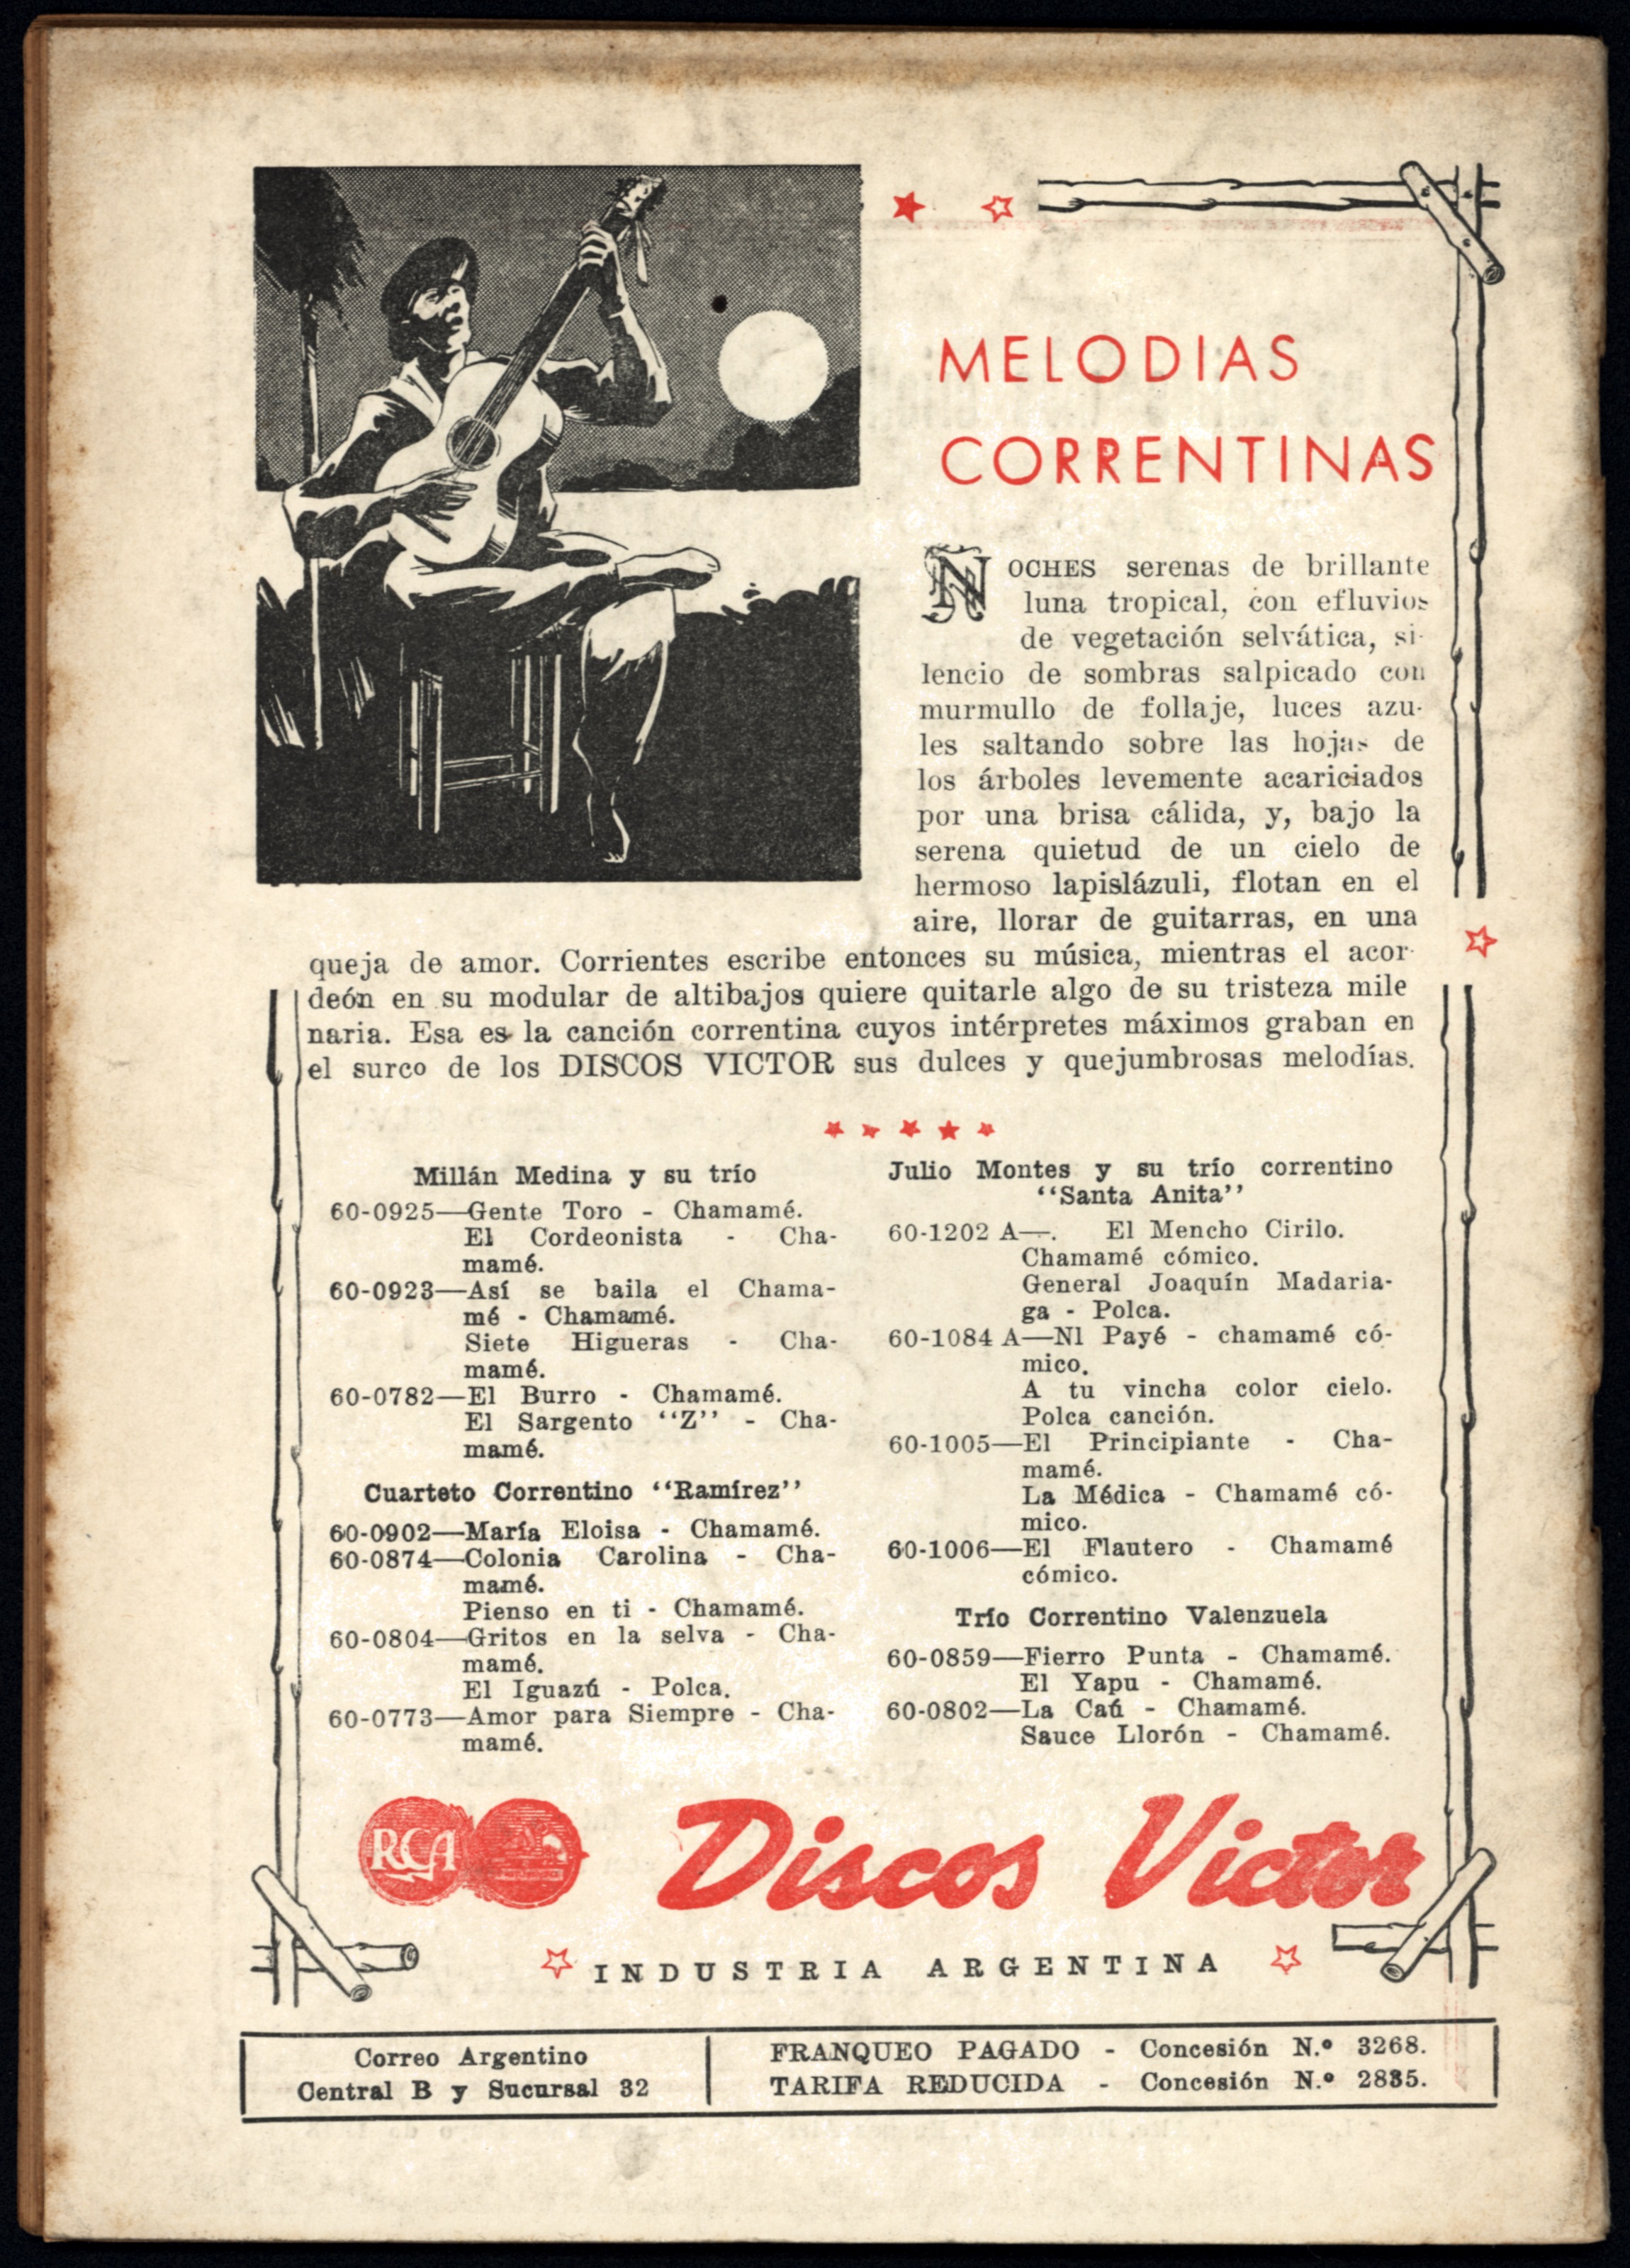 MELODIAS
CORRENTINAS
NOCHES serenas de brillante
luna tropical, con efluvios
de vegetación selvática, si-
lencio de sombras salpicado con
murmullo de follaje, luces azu-
les saltando sobre las hojas de
los árboles levemente acariciados
por una brisa cálida, y, bajo la
serena quietud de un cielo de
hermoso lapislázuli, flotan en el
aire, llorar de guitarras, en una
queja de amor. Corrientes escribe entonces su música, mientras el acor-
deón en su modular de altibajos quiere quitarle algo de su tristeza mile
naria. Esa es la canción correntina cuyos intérpretes máximos graban en
el surco de los DISCOS VICTOR sus dulces y quejumbrosas melodías.
Millán Medina y su trío
60-0925—Gente Toro - Chamamé.
El Cordeonista - Cha-
mamé.
60-0923—Así se baila el Chama-
mé - Chamamé.
Siete Higueras - Cha-
mamé.
60-0782—El Burro - Chamamé.
El Sargento ‘‘Z’’ - Cha-
mamé.
Cuarteto Correntino ‘‘Ramírez’’
60-0902—María Eloisa - Chamamé.
60-0874—Colonia Carolina - Cha-
mamé.
Pienso en ti - Chamamé.
60-0804—Gritos en la selva - Cha-
mamé.
El Iguazú - Polca.
60-0773—Amor para Siempre - Cha-
mamé.
Julio Montes y su trío correntino
‘‘Santa Anita’’
60-1202 A—. El Mencho Cirilo.
Chamamé cómico.
General Joaquín Madaria-
ga - Polca.
60-1084 A—Nl Payé - chamamé có-
mico.
A tu vincha color cielo.
Polca canción.
60-1005—El Principiante - Cha-
mamé.
La Médica - Chamamé có-
mico.
60-1006—El Flautero - Chamamé
cómico.
Trío Correntino Valenzuela
60-0859—Fierro Punta - Chamamé.
El Yapu - Chamamé.
60-0802—La Caú - Chamamé.
Sauce Llorón - Chamamé.
RCA Discos Victor
INDUSTRIA ARGENTINA
Correo Argentino
Central B y Sucursal 32
FRANQUEO PAGADO - Concesión N.º 3268.
TARIFA REDUCIDA - Concesión N.º 2835.